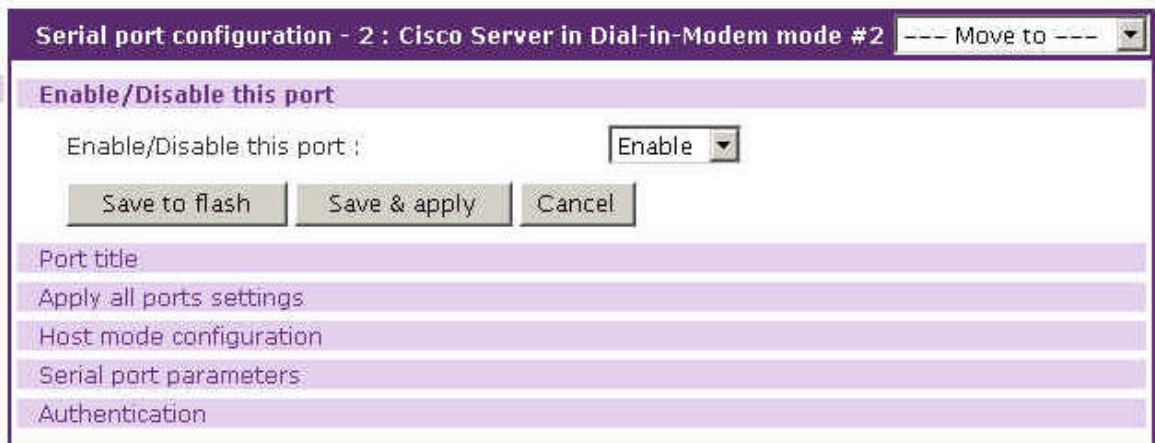 Serial port configuration - 2 : Cisco Server in Dial-in-Modem mode #2 --- Move to ---
Enable/Disable this port
Enable/Disable this port : Enable
Save to flash Save & apply Cancel
Port title
Apply all ports settings
Host mode configuration
Serial port parameters
Authentication